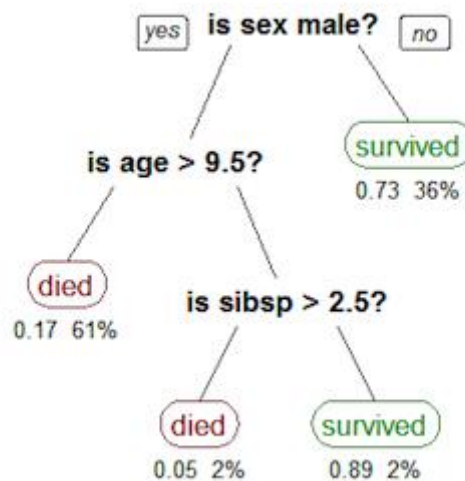 yes is sex male? no
is age > 9.5?
survived
0.73 36%
died
0.17 61%
is sibsp > 2.5?
died
0.05 2%
survived
0.89 2%